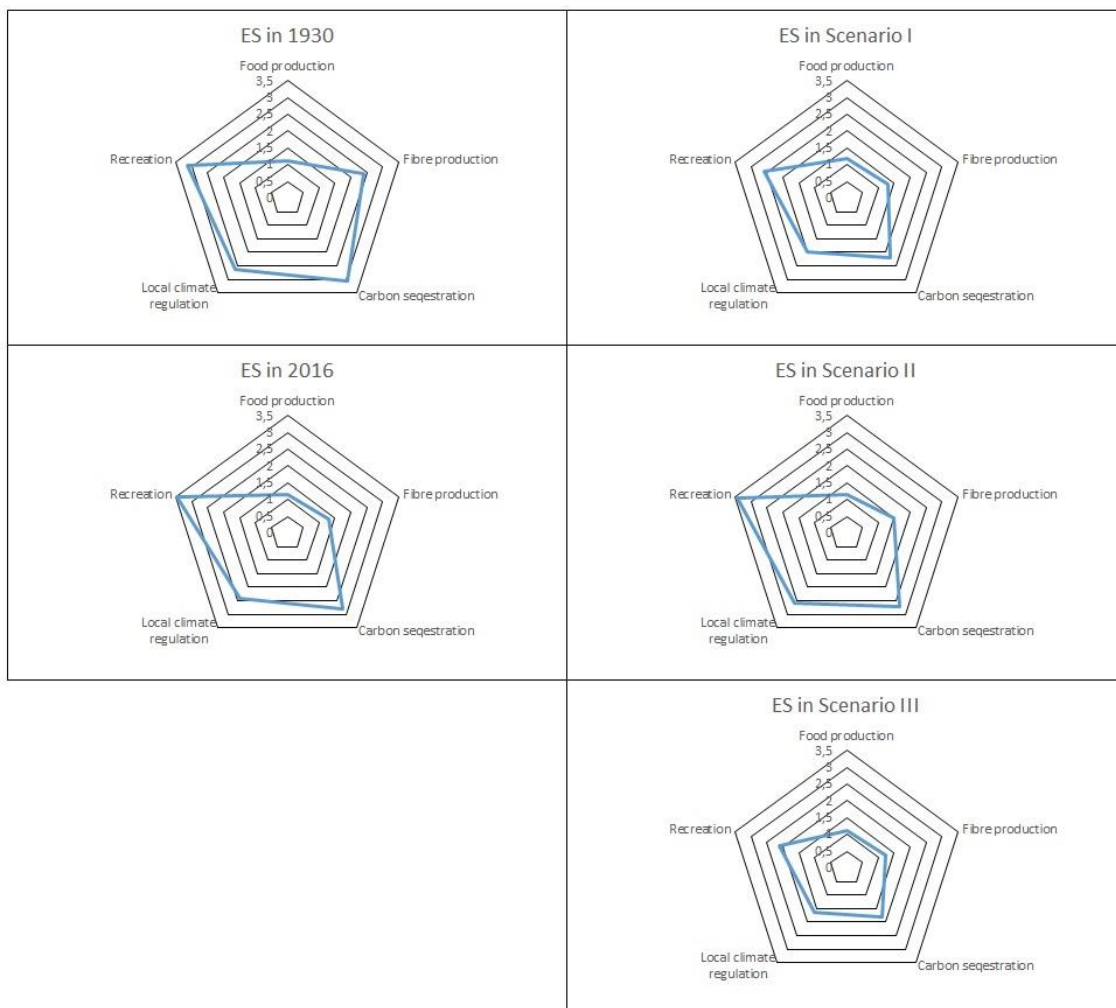 ES in 1930
Food production
3,5
3
2,5
2
1,5
1
0,5
0
Recreation
Fibre production
Local climate
regulation
Carbon seqestration
ES in Scenario I
Food production
3,5
3
2,5
2
1,5
1
0,5
0
Recreation
Fibre production
Local climate
regulation
Carbon seqestration
ES in 2016
Food production
3,5
3
2,5
2
1,5
1
0,5
0
Recreation
Fibre production
Local climate
regulation
Carbon seqestration
ES in Scenario II
Food production
3,5
3
2,5
2
1,5
1
0,5
0
Recreation
Fibre production
Local climate
regulation
Carbon seqestration
ES in Scenario III
Food production
3,5
3
2,5
2
1,5
1
0,5
0
Recreation
Fibre production
Local climate
regulation
Carbon seqestration